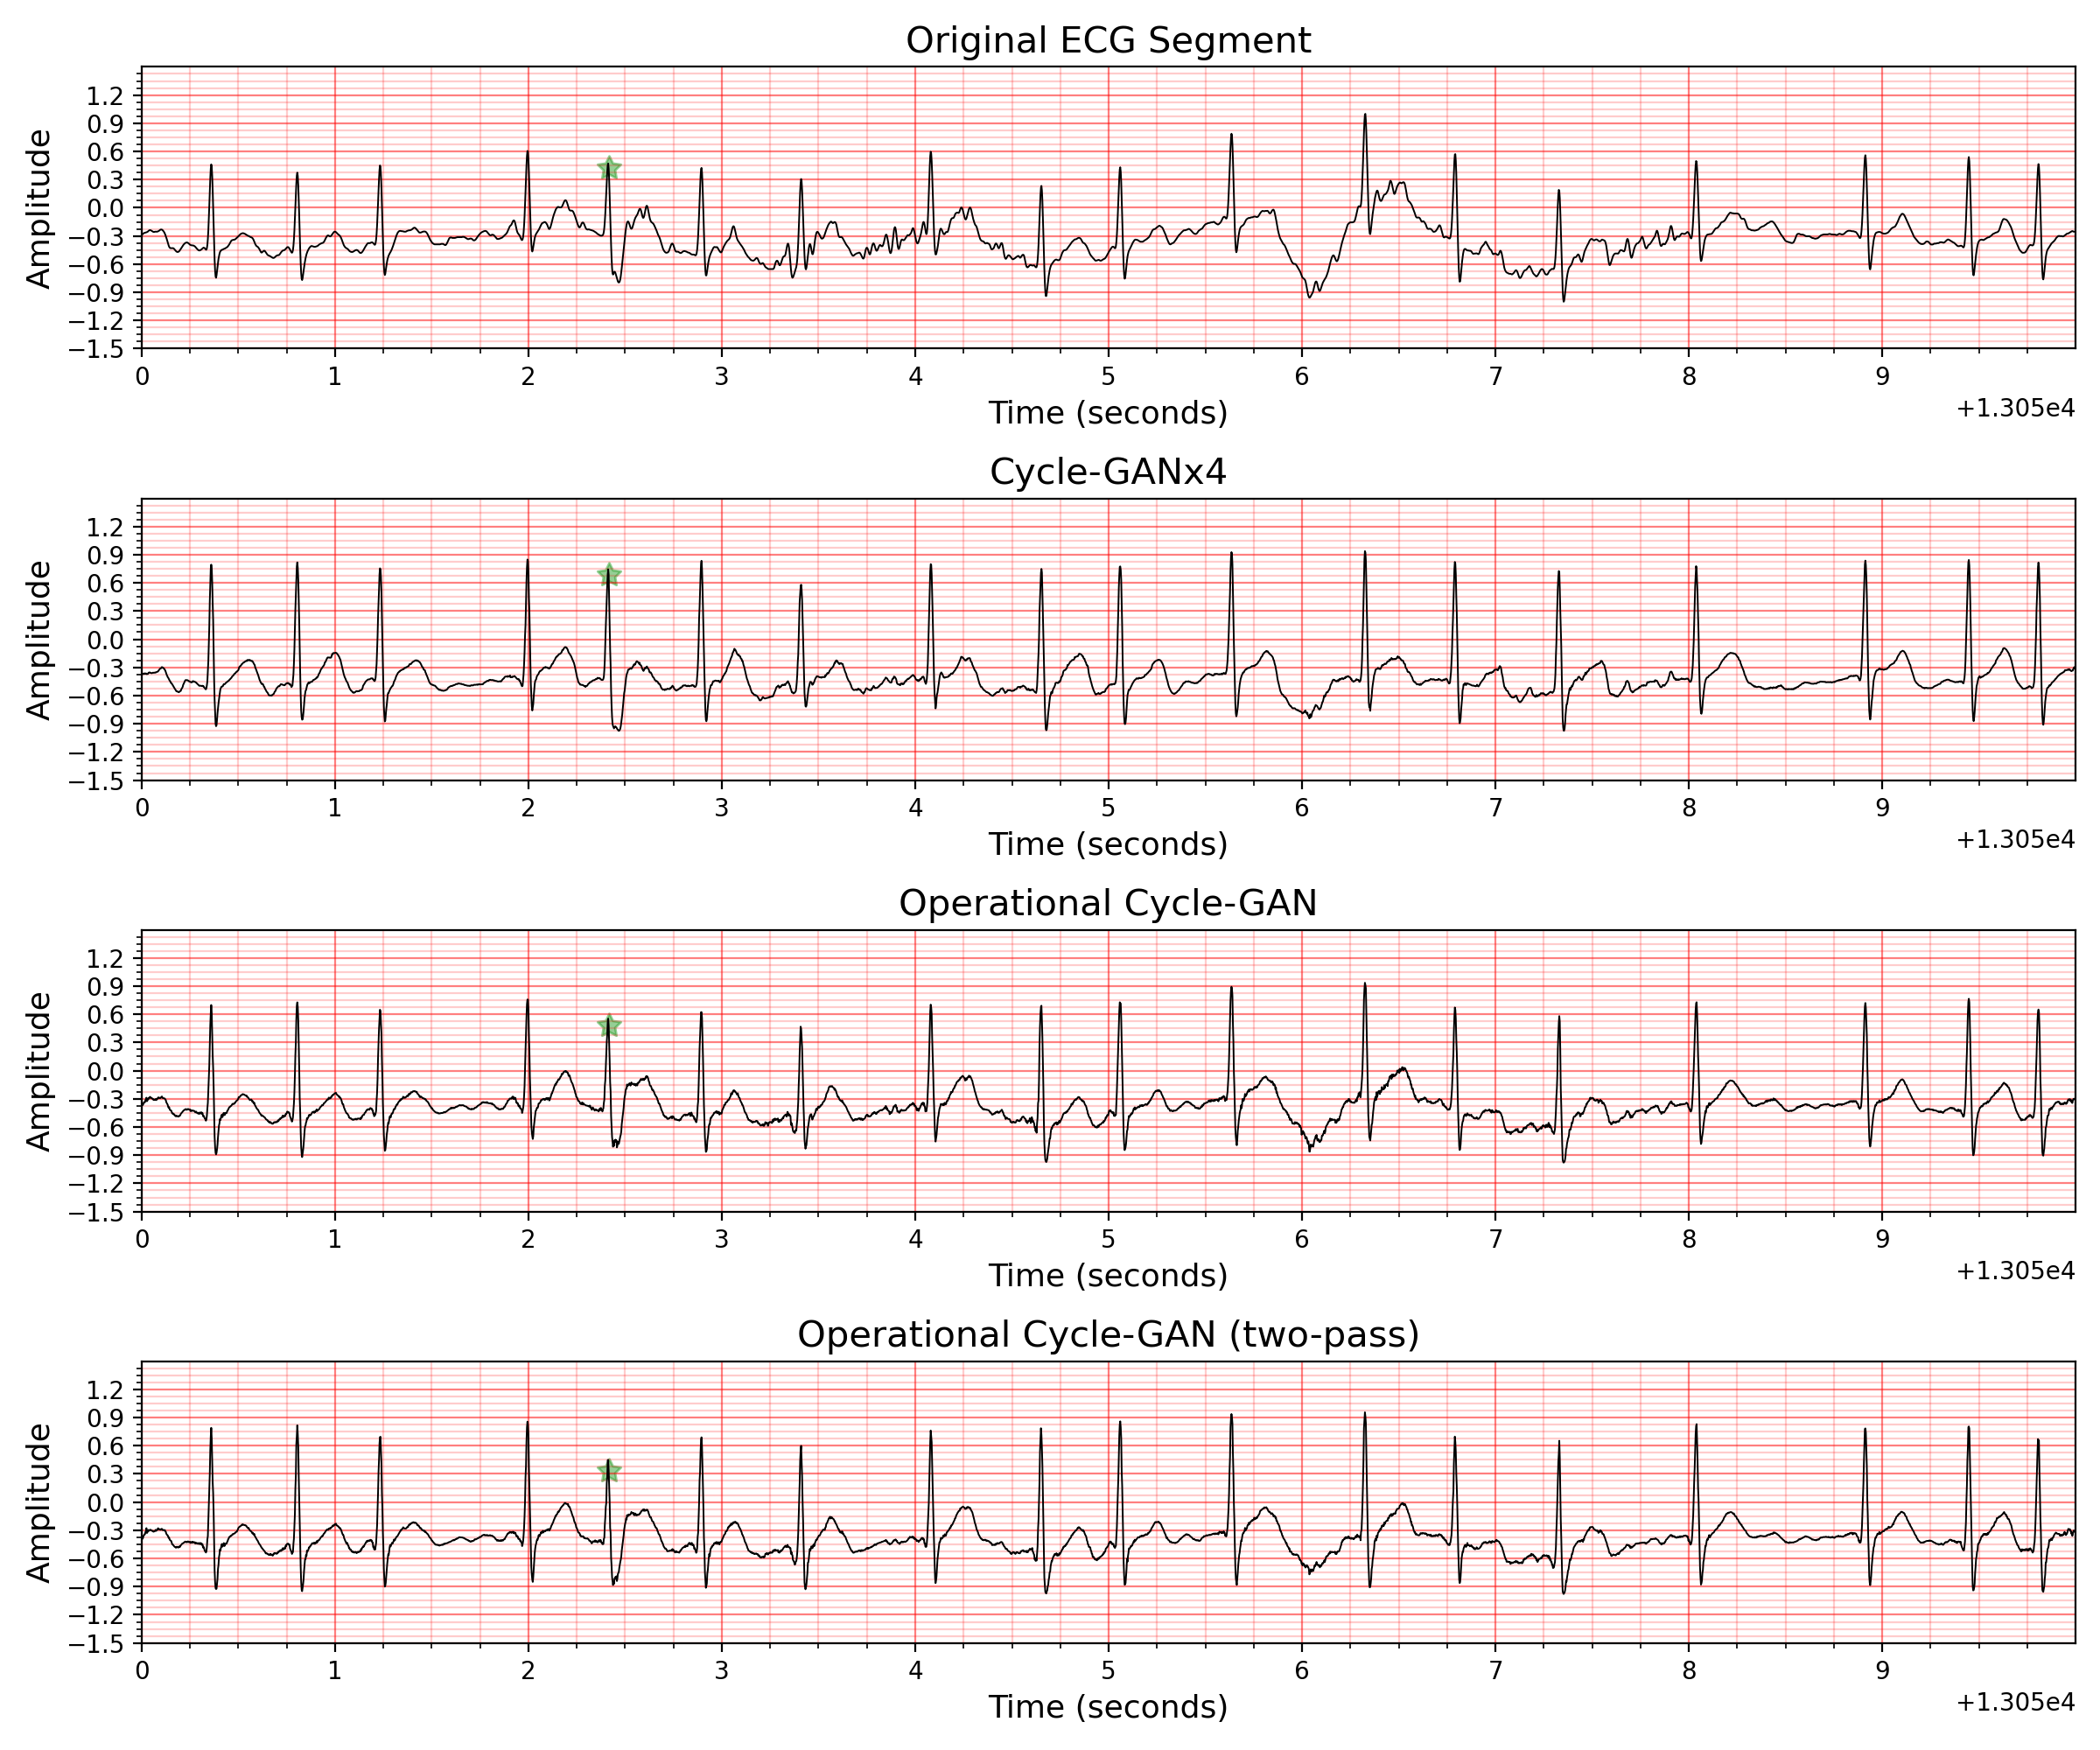 Original ECG Segment
Amplitude
1.2
0.9
0.6
0.3
0.0
−0.3
−0.6
−0.9
−1.2
−1.5
0 1 2 3 4 5 6 7 8 9
Time (seconds)
+1.305e4
Cycle-GANx4
Amplitude
1.2
0.9
0.6
0.3
0.0
−0.3
−0.6
−0.9
−1.2
−1.5
0 1 2 3 4 5 6 7 8 9
Time (seconds)
+1.305e4
Operational Cycle-GAN
Amplitude
1.2
0.9
0.6
0.3
0.0
−0.3
−0.6
−0.9
−1.2
−1.5
0 1 2 3 4 5 6 7 8 9
Time (seconds)
+1.305e4
Operational Cycle-GAN (two-pass)
Amplitude
1.2
0.9
0.6
0.3
0.0
−0.3
−0.6
−0.9
−1.2
−1.5
0 1 2 3 4 5 6 7 8 9
Time (seconds)
+1.305e4